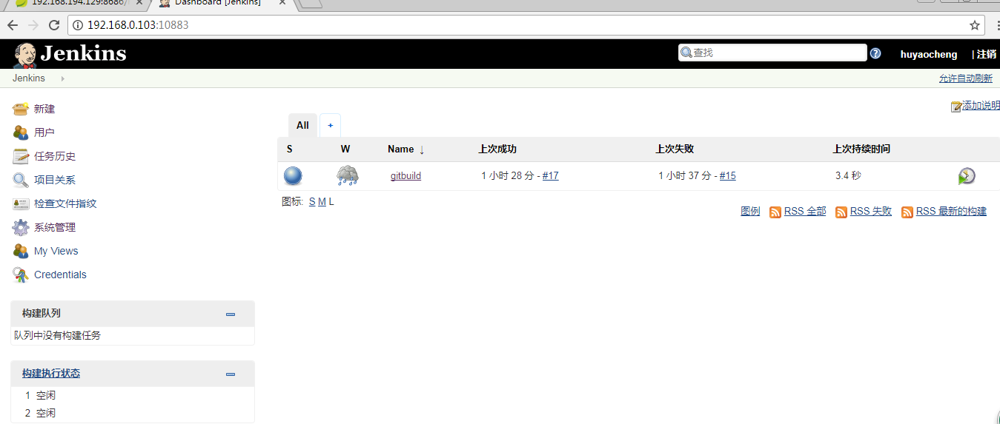 192.168.194.129:8686/
Dashboard [Jenkins]
192.168.0.103:10883
Jenkins
查找
huyaocheng | 注销
Jenkins
允许自动刷新
添加说明
新建
用户
任务历史
项目关系
检查文件指纹
系统管理
My Views
Credentials
All +
S W Name ↓ 上次成功 上次失败 上次持续时间
gitbuild 1 小时 28 分 - #17 1 小时 37 分 - #15 3.4 秒
图标: S M L
图例 RSS 全部 RSS 失败 RSS 最新的构建
构建队列
队列中没有构建任务
构建执行状态
1 空闲
2 空闲